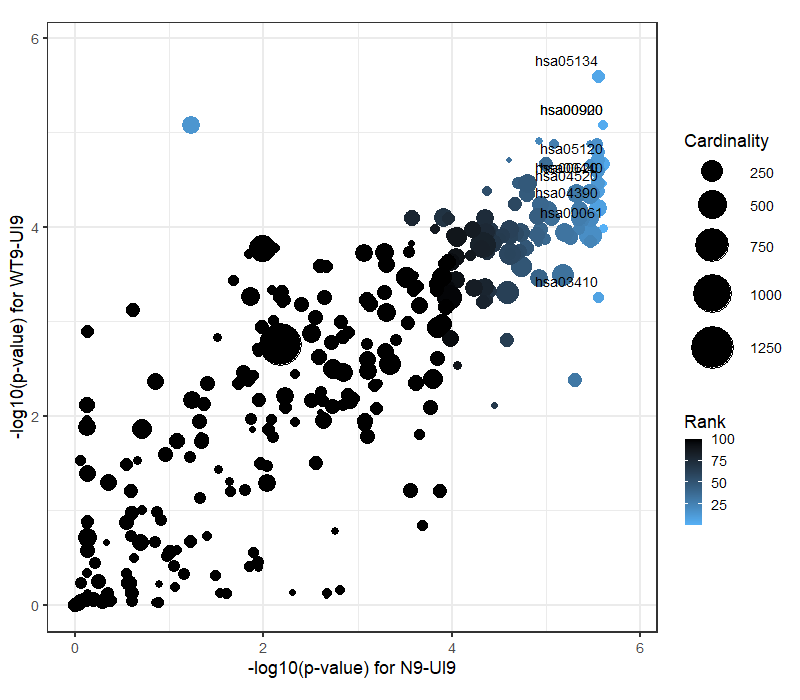 6
4
2
0
0
2
4
6
-log10(p-value) for WT9-UI9
-log10(p-value) for N9-UI9
hsa05134
hsa05120
hsa04520
hsa04390
hsa00061
hsa03410
Cardinality
250
500
750
1000
1250
Rank
100
75
50
25